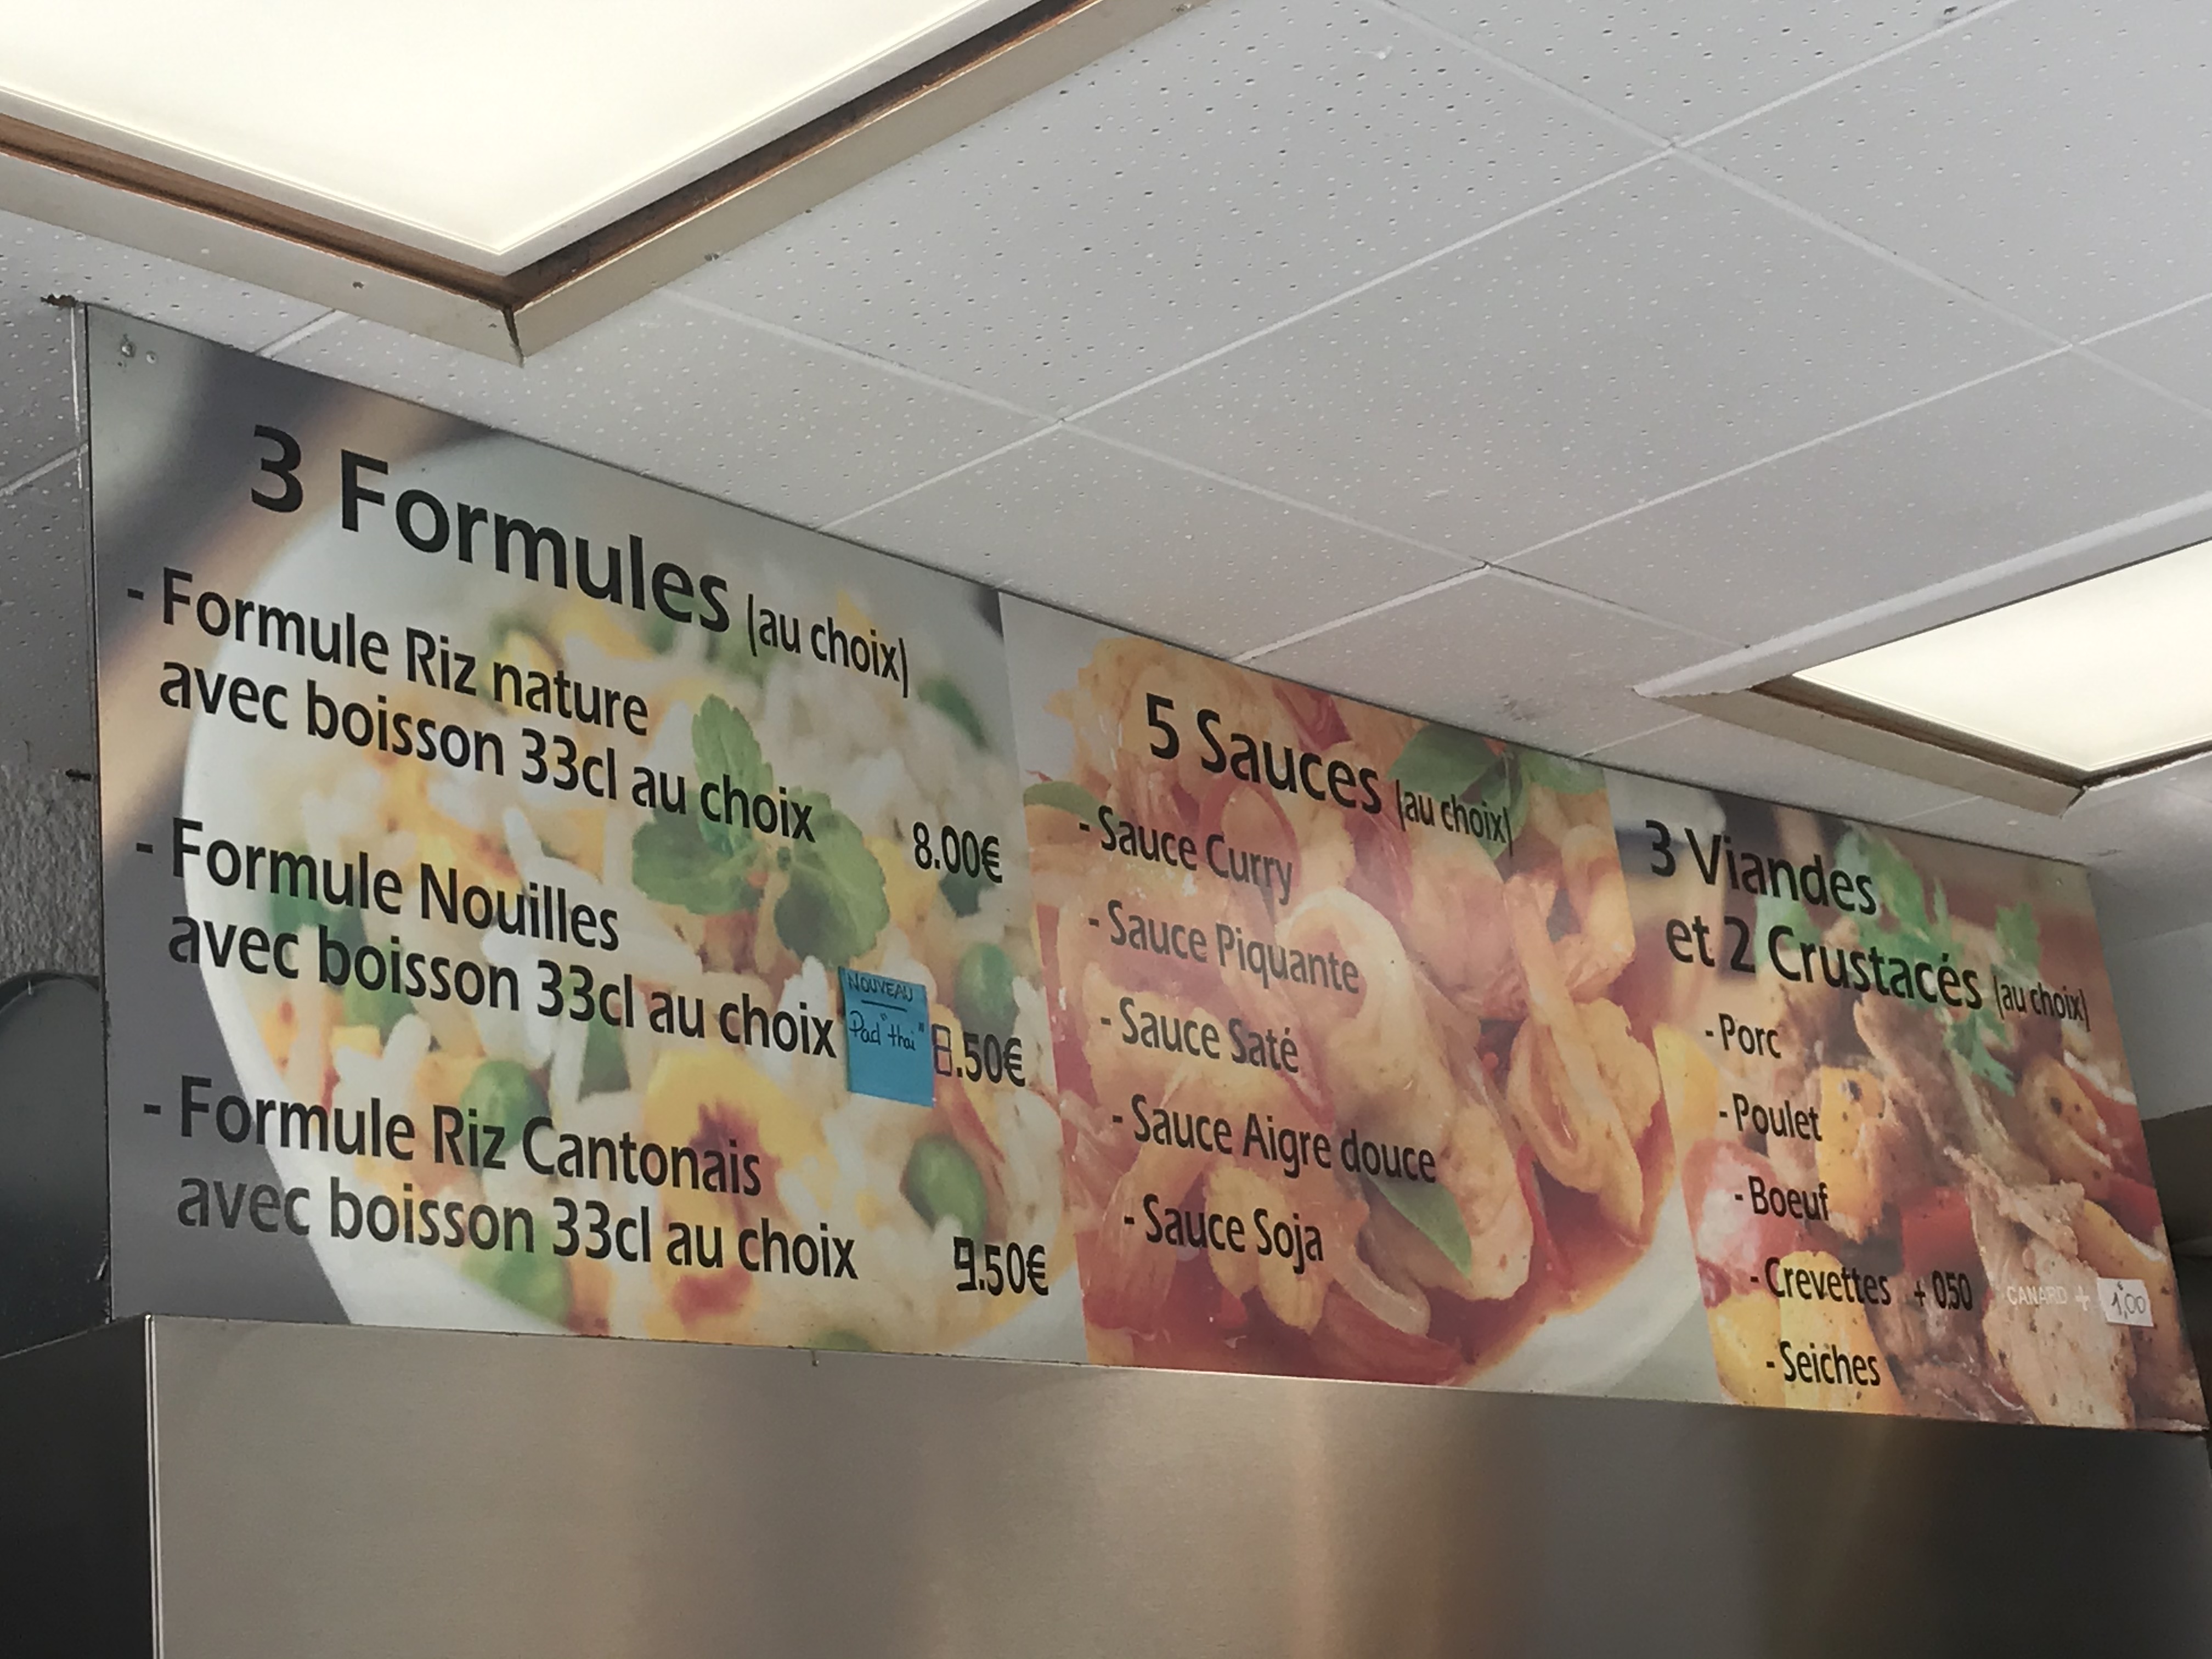 3 Formules (au choix)
- Formule Riz nature
avec boisson 33cl au choix 8.00€
- Formule Nouilles
avec boisson 33cl au choix 8.50€
NOUVEAU
Pad "thai"
- Formule Riz Cantonais
avec boisson 33cl au choix 9.50€
5 Sauces (au choix)
- Sauce Curry
- Sauce Piquante
- Sauce Saté
- Sauce Aigre douce
- Sauce Soja
3 Viandes
et 2 Crustacés (au choix)
- Porc
- Poulet
- Boeuf
- Crevettes + 0.50
CANARD + 1,00
- Seiches